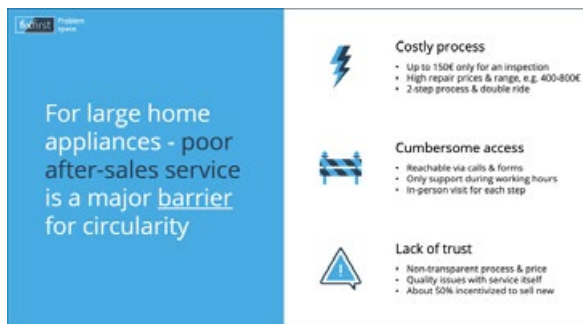 fixfirst
Problem
space.
For large home
appliances - poor
after-sales service
is a major barrier
for circularity
Costly process
• Up to 150€ only for an inspection
• High repair prices & range, e.g. 400-800€
• 2-step process & double ride
Cumbersome access
• Reachable via calls & forms
• Only support during working hours
• In-person visit for each step
Lack of trust
• Non-transparent process & price
• Quality issues with service itself
• About 50% incentivized to sell new